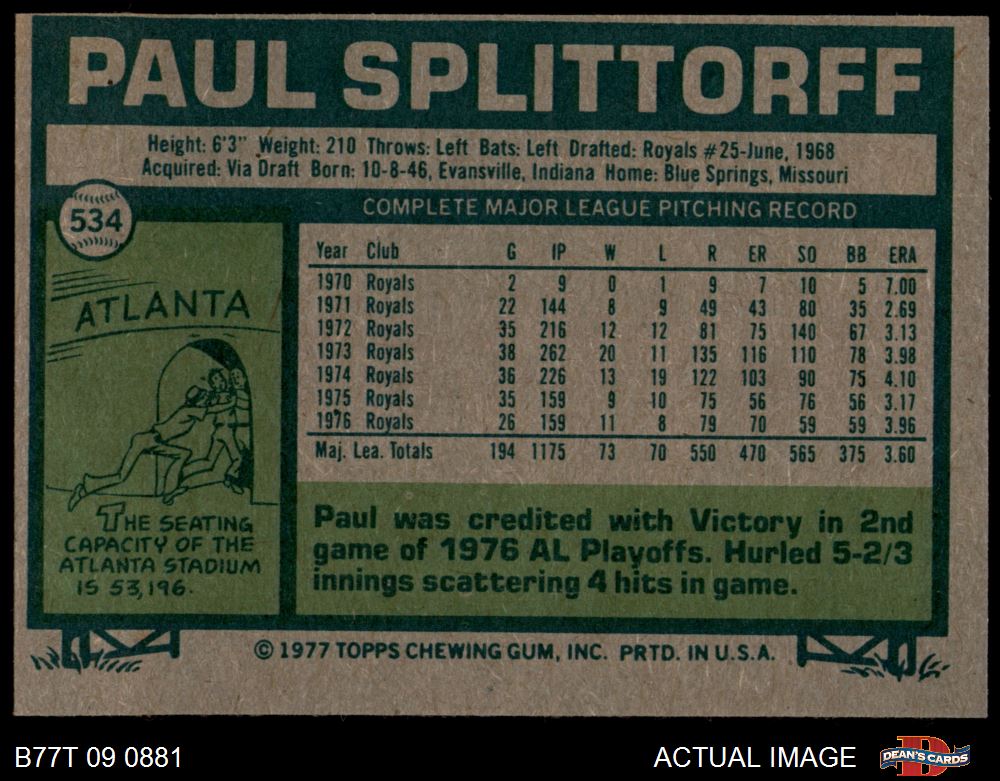 PAUL SPLITTORFF
Height: 6'3" Weight: 210 Throws: Left Bats: Left Drafted: Royals #25-June, 1968
Acquired: Via Draft Born: 10-8-46, Evansville, Indiana Home: Blue Springs, Missouri
534
COMPLETE MAJOR LEAGUE PITCHING RECORD
Year Club G IP W L R ER SO BB ERA
1970 Royals 2 9 0 1 9 7 10 5 7.00
1971 Royals 22 144 8 9 49 43 80 35 2.69
1972 Royals 35 216 12 12 81 75 140 67 3.13
1973 Royals 38 262 20 11 135 116 110 78 3.98
1974 Royals 36 226 13 19 122 103 90 75 4.10
1975 Royals 35 159 9 10 75 56 76 56 3.17
1976 Royals 26 159 11 8 79 70 59 59 3.96
Maj. Lea. Totals 194 1175 73 70 550 470 565 375 3.60
ATLANTA
THE SEATING
CAPACITY OF THE
ATLANTA STADIUM
IS 53,196.
Paul was credited with Victory in 2nd
game of 1976 AL Playoffs. Hurled 5-2/3
innings scattering 4 hits in game.
© 1977 TOPPS CHEWING GUM, INC. PRTD. IN U.S.A.
B77T 09 0881
ACTUAL IMAGE
D
DEAN'S CARDS